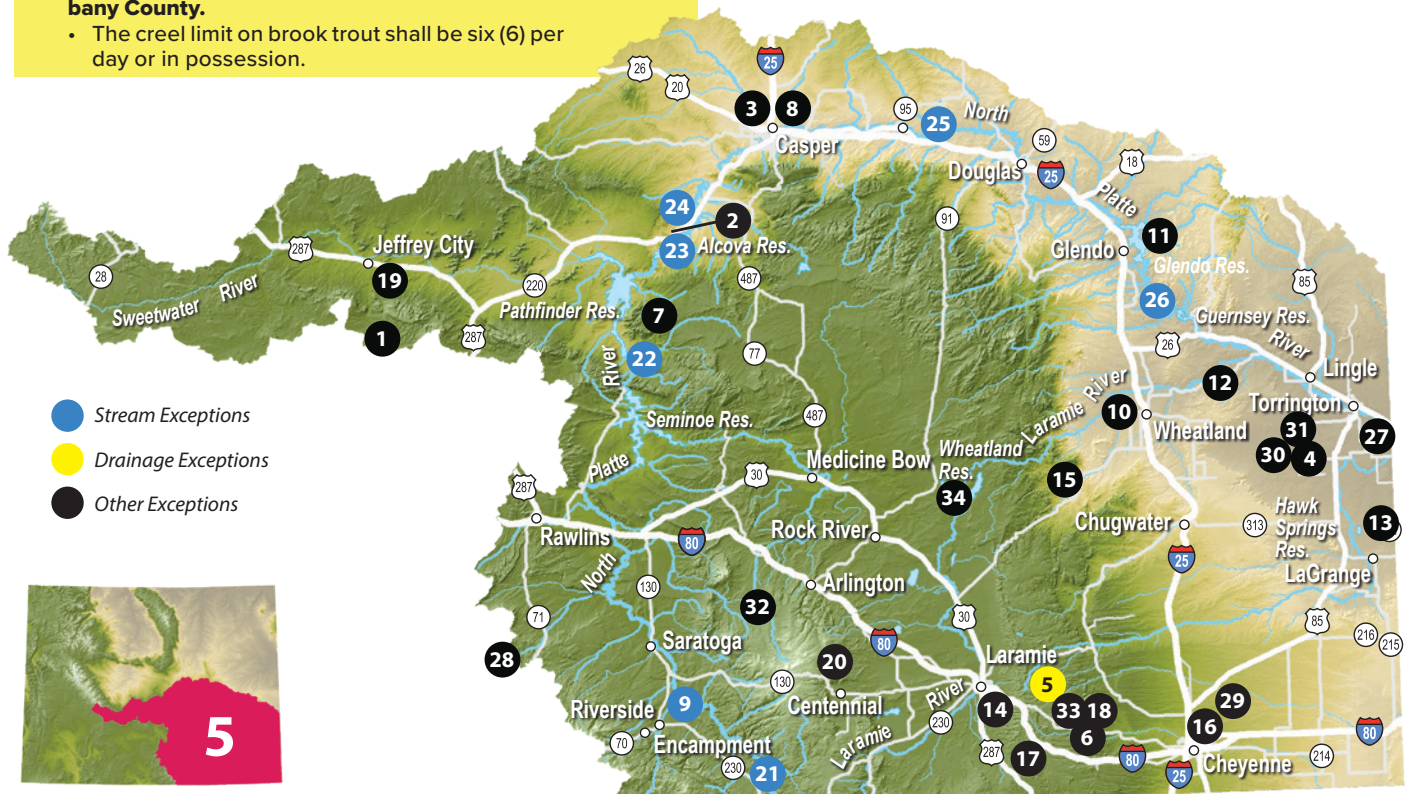 bany County.
• The creel limit on brook trout shall be six (6) per
day or in possession.
26
20
25
3
8
Casper
95
25
North
59
Douglas
25
18
Platte
24
2
23
Alcova Res.
91
Glendo
11
Glendo Res.
26
Guernsey Res.
85
287
Jeffrey City
19
28
Sweetwater River
220
Pathfinder Res.
487
7
1
287
22
River
77
26
River
Lingle
12
Torrington
487
Seminoe Res.
Laramie River
10
Wheatland
31
27
30
4
Stream Exceptions
Drainage Exceptions
Other Exceptions
Platte
287
30
Medicine Bow
Wheatland
Res.
34
15
Rawlins
80
Rock River
Chugwater
313
Hawk
Springs
Res.
13
25
LaGrange
North
130
Arlington
71
32
30
85
216
215
28
Saratoga
80
20
Laramie
5
130
Centennial
River
9
Riverside
14
33
18
29
230
6
16
70
Encampment
Laramie
287
17
80
80
230
21
Cheyenne
214
25
5